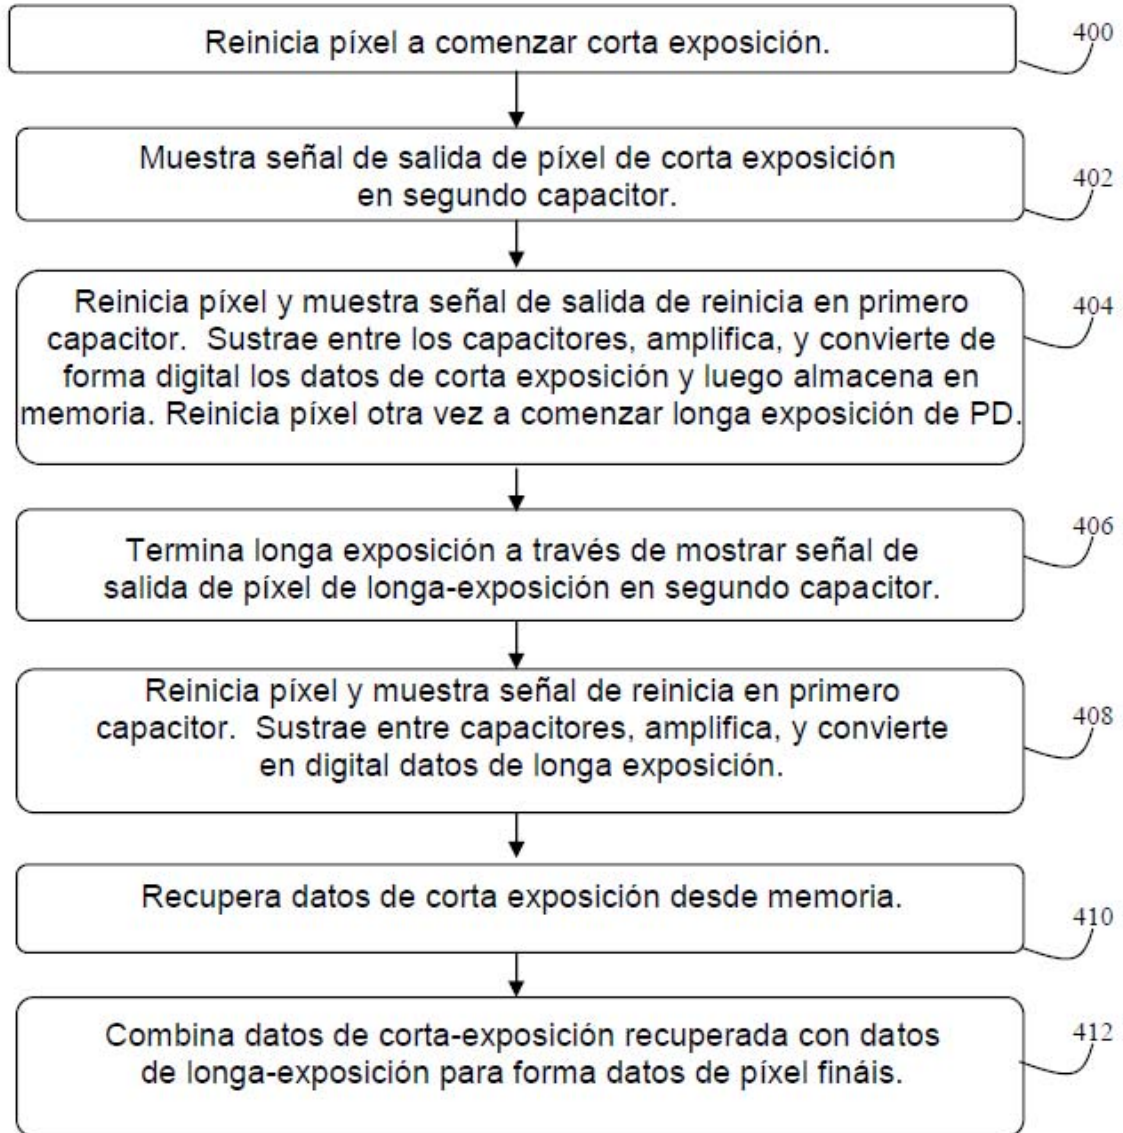 Reinicia píxel a comenzar corta exposición.
400
Muestra señal de salida de píxel de corta exposición
en segundo capacitor.
402
Reinicia píxel y muestra señal de salida de reinicia en primero
capacitor. Sustrae entre los capacitores, amplifica, y convierte de
forma digital los datos de corta exposición y luego almacena en
memoria. Reinicia píxel otra vez a comenzar longa exposición de PD.
404
Termina longa exposición a través de mostrar señal de
salida de píxel de longa-exposición en segundo capacitor.
406
Reinicia píxel y muestra señal de reinicia en primero
capacitor. Sustrae entre capacitores, amplifica, y convierte
en digital datos de longa exposición.
408
Recupera datos de corta exposición desde memoria.
410
Combina datos de corta-exposición recuperada con datos
de longa-exposición para forma datos de píxel fináis.
412